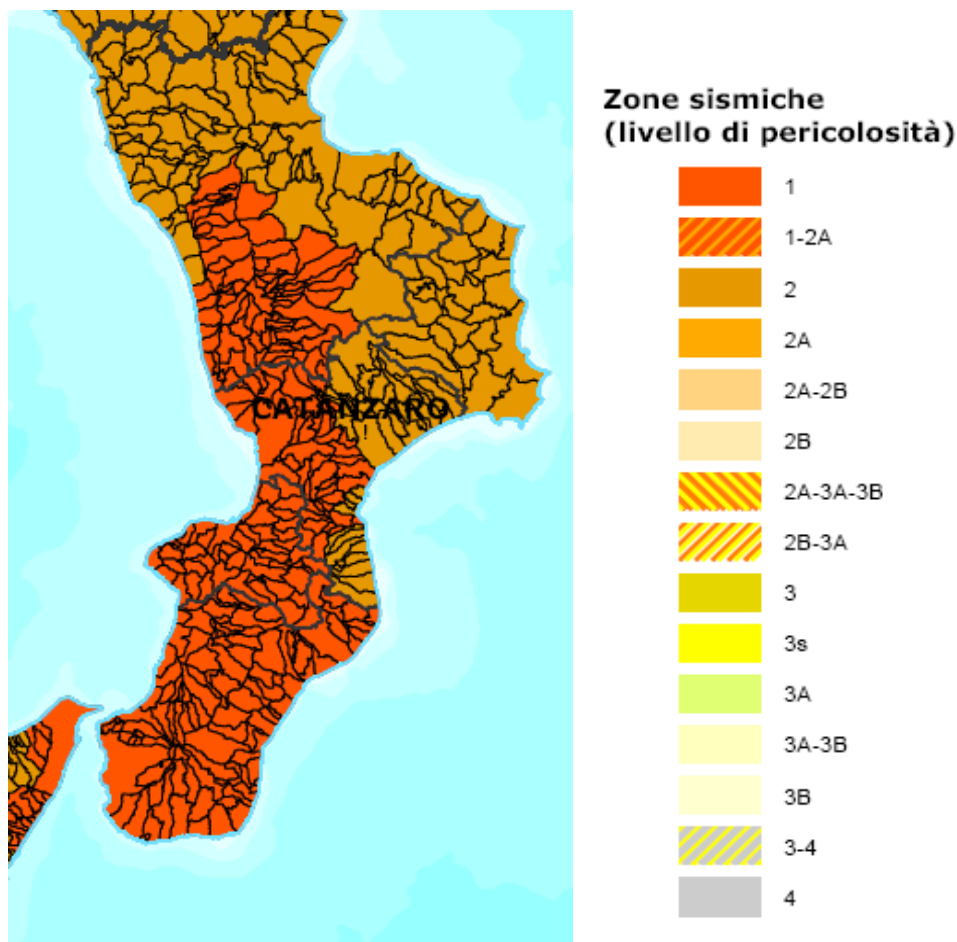 Zone sismiche
(livello di pericolosità)
1
1-2A
2
2A
2A-2B
2B
2A-3A-3B
2B-3A
3
3s
3A
3A-3B
3B
3-4
4
CATANZARO